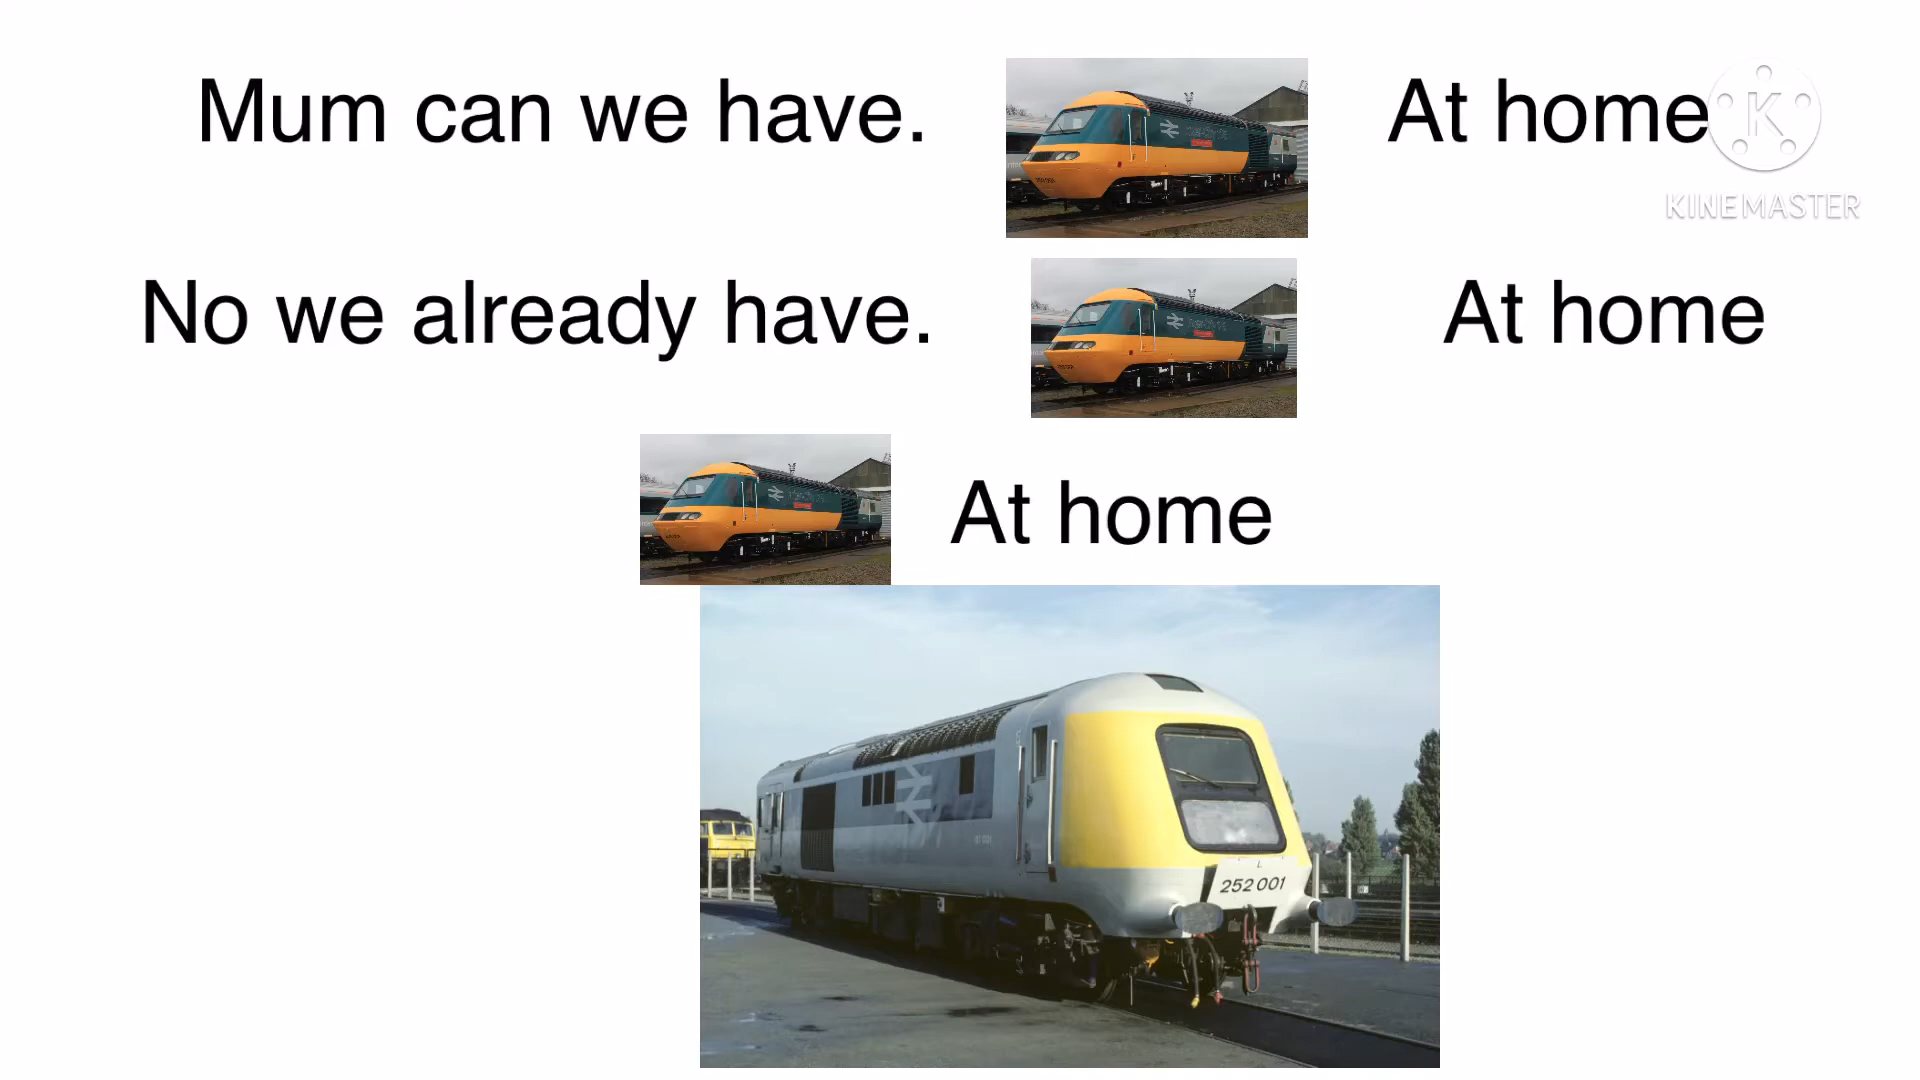 Mum can we have. At home
K
KINEMASTER
No we already have. At home
At home
L
252 001